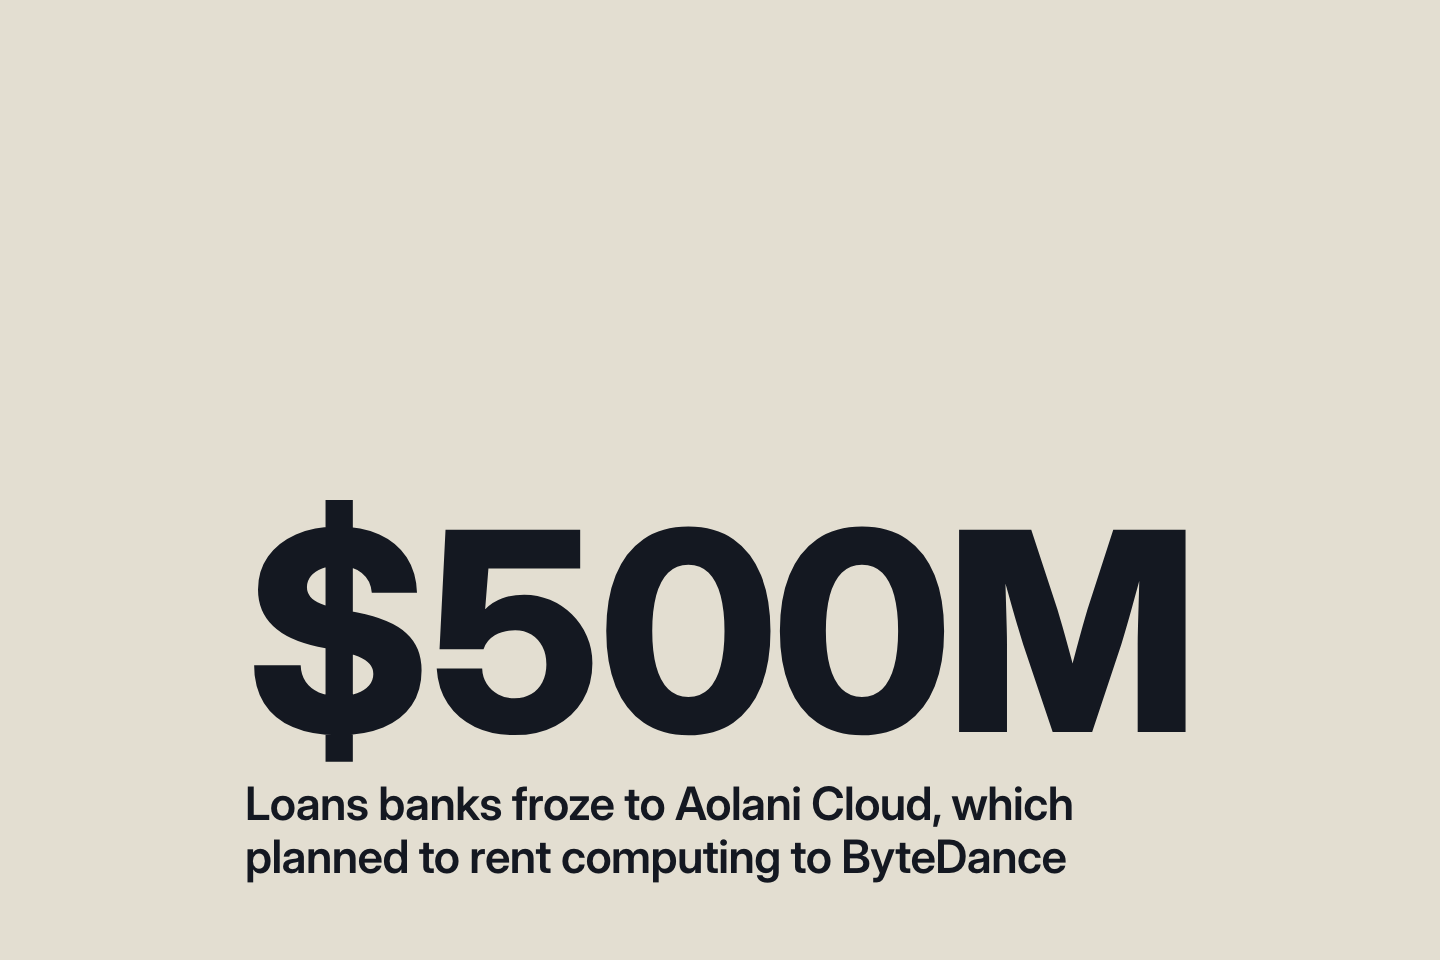 $500M
Loans banks froze to Aolani Cloud, which
planned to rent computing to ByteDance